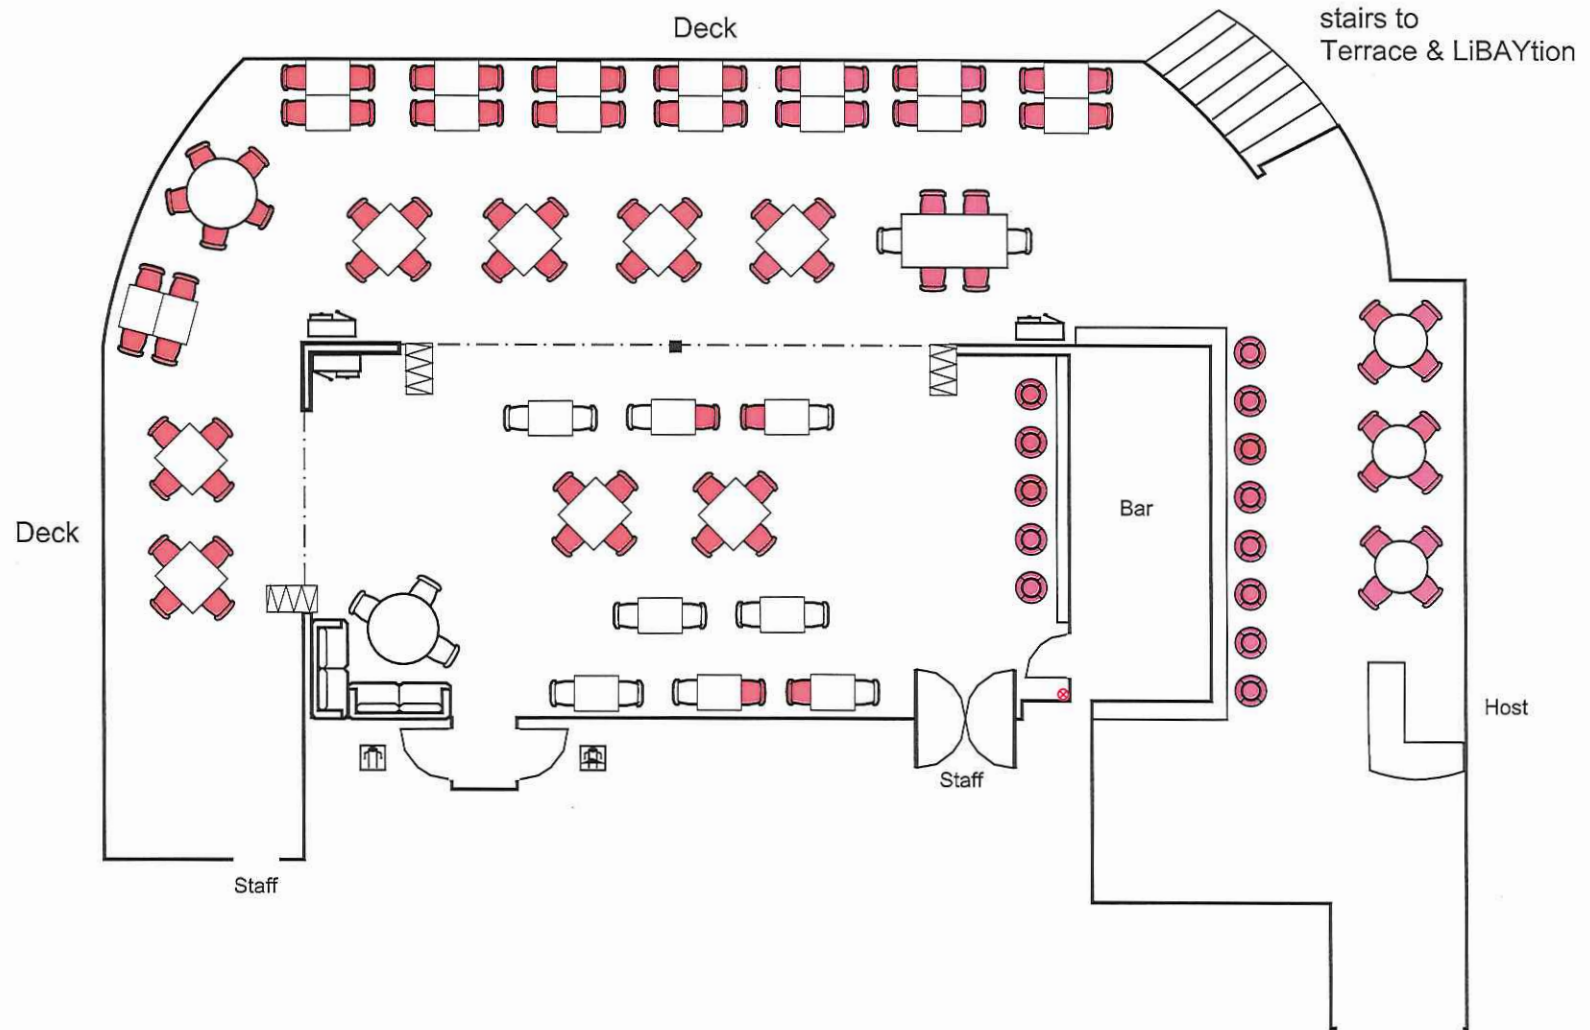 Deck
stairs to
Terrace & LiBAYtion
Deck
Bar
Host
Staff
Staff